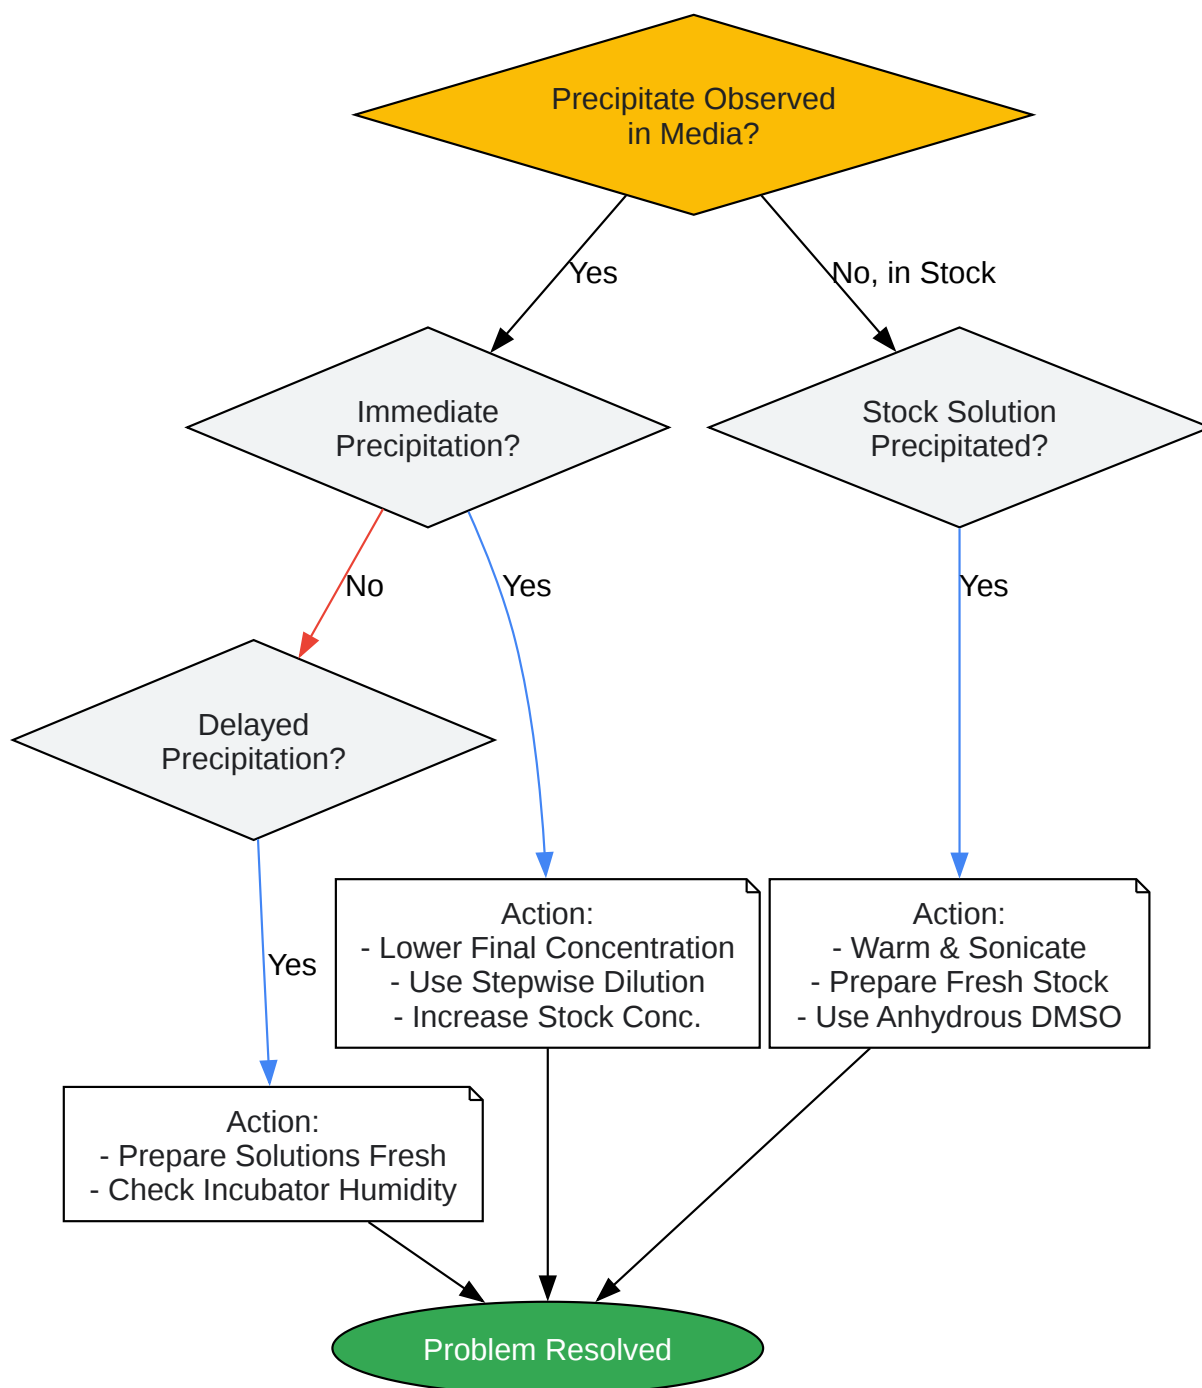 Precipitate Observed
in Media?
Yes
No, in Stock
Immediate
Precipitation?
Stock Solution
Precipitated?
No
Yes
Yes
Delayed
Precipitation?
Action:
- Lower Final Concentration
- Use Stepwise Dilution
- Increase Stock Conc.
Action:
- Warm & Sonicate
- Prepare Fresh Stock
- Use Anhydrous DMSO
Yes
Action:
- Prepare Solutions Fresh
- Check Incubator Humidity
Problem Resolved